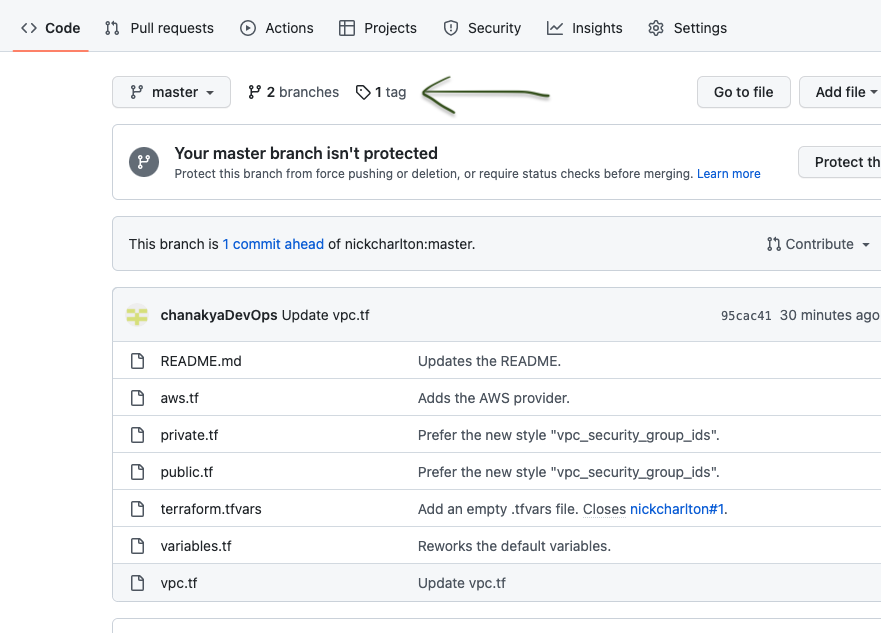 Code Pull requests Actions Projects Security Insights Settings
master 2 branches 1 tag Go to file Add file
Your master branch isn't protected
Protect this branch from force pushing or deletion, or require status checks before merging. Learn more
Protect th
This branch is 1 commit ahead of nickcharlton:master. Contribute
chanakyaDevOps Update vpc.tf 95cac41 30 minutes ago
README.md Updates the README.
aws.tf Adds the AWS provider.
private.tf Prefer the new style "vpc_security_group_ids".
public.tf Prefer the new style "vpc_security_group_ids".
terraform.tfvars Add an empty .tfvars file. Closes nickcharlton#1.
variables.tf Reworks the default variables.
vpc.tf Update vpc.tf